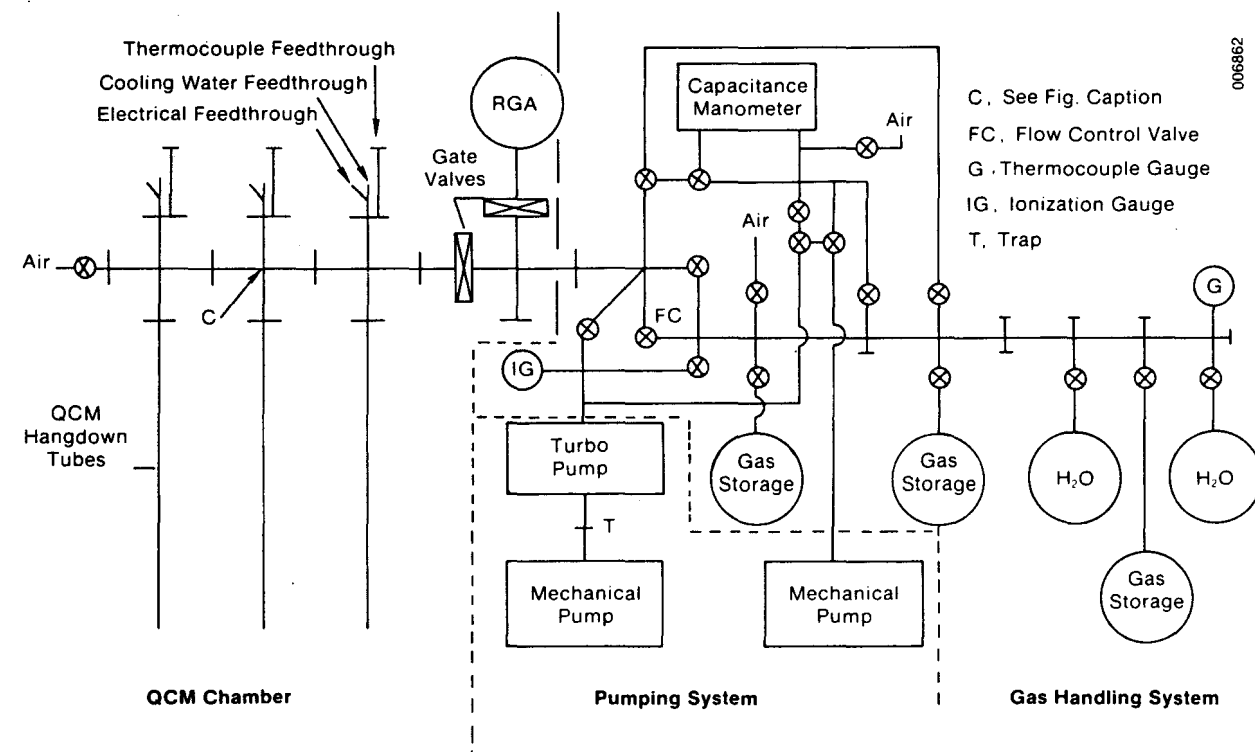 006862
Thermocouple Feedthrough
Cooling Water Feedthrough
Electrical Feedthrough
RGA
Gate
Valves
Capacitance
Manometer
Air
C, See Fig. Caption
FC, Flow Control Valve
G, Thermocouple Gauge
IG, Ionization Gauge
T, Trap
Air
Air
C
FC
G
IG
QCM
Hangdown
Tubes
Turbo
Pump
Gas
Storage
Gas
Storage
H₂O
H₂O
T
Mechanical
Pump
Mechanical
Pump
Gas
Storage
QCM Chamber
Pumping System
Gas Handling System